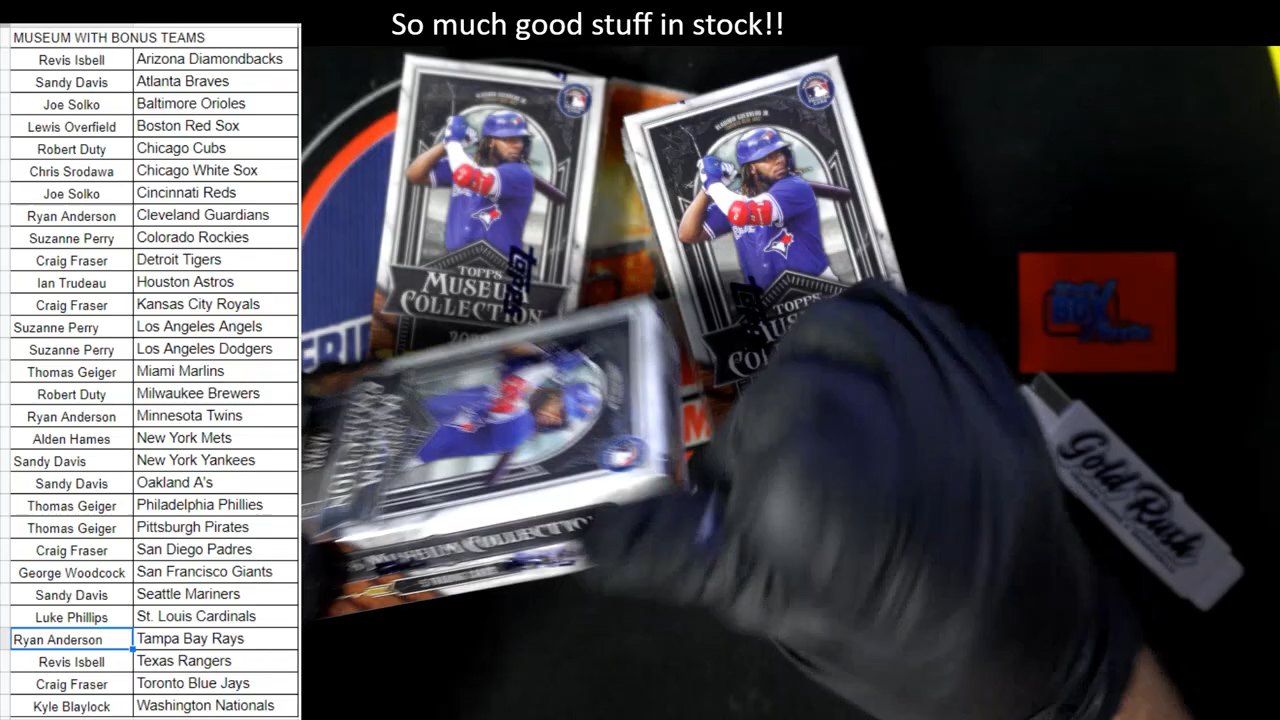 So much good stuff in stock!!
MUSEUM WITH BONUS TEAMS
Revis Isbell Arizona Diamondbacks
Sandy Davis Atlanta Braves
Joe Solko Baltimore Orioles
Lewis Overfield Boston Red Sox
Robert Duty Chicago Cubs
Chris Srodawa Chicago White Sox
Joe Solko Cincinnati Reds
Ryan Anderson Cleveland Guardians
Suzanne Perry Colorado Rockies
Craig Fraser Detroit Tigers
Ian Trudeau Houston Astros
Craig Fraser Kansas City Royals
Suzanne Perry Los Angeles Angels
Suzanne Perry Los Angeles Dodgers
Thomas Geiger Miami Marlins
Robert Duty Milwaukee Brewers
Ryan Anderson Minnesota Twins
Alden Hames New York Mets
Sandy Davis New York Yankees
Sandy Davis Oakland A's
Thomas Geiger Philadelphia Phillies
Thomas Geiger Pittsburgh Pirates
Craig Fraser San Diego Padres
George Woodcock San Francisco Giants
Sandy Davis Seattle Mariners
Luke Phillips St. Louis Cardinals
Ryan Anderson Tampa Bay Rays
Revis Isbell Texas Rangers
Craig Fraser Toronto Blue Jays
Kyle Blaylock Washington Nationals
TOPPS
MUSEUM
COLLECTION
topps
TOPPS
MUSEUM COLLECTION
BOX
Gold Rush